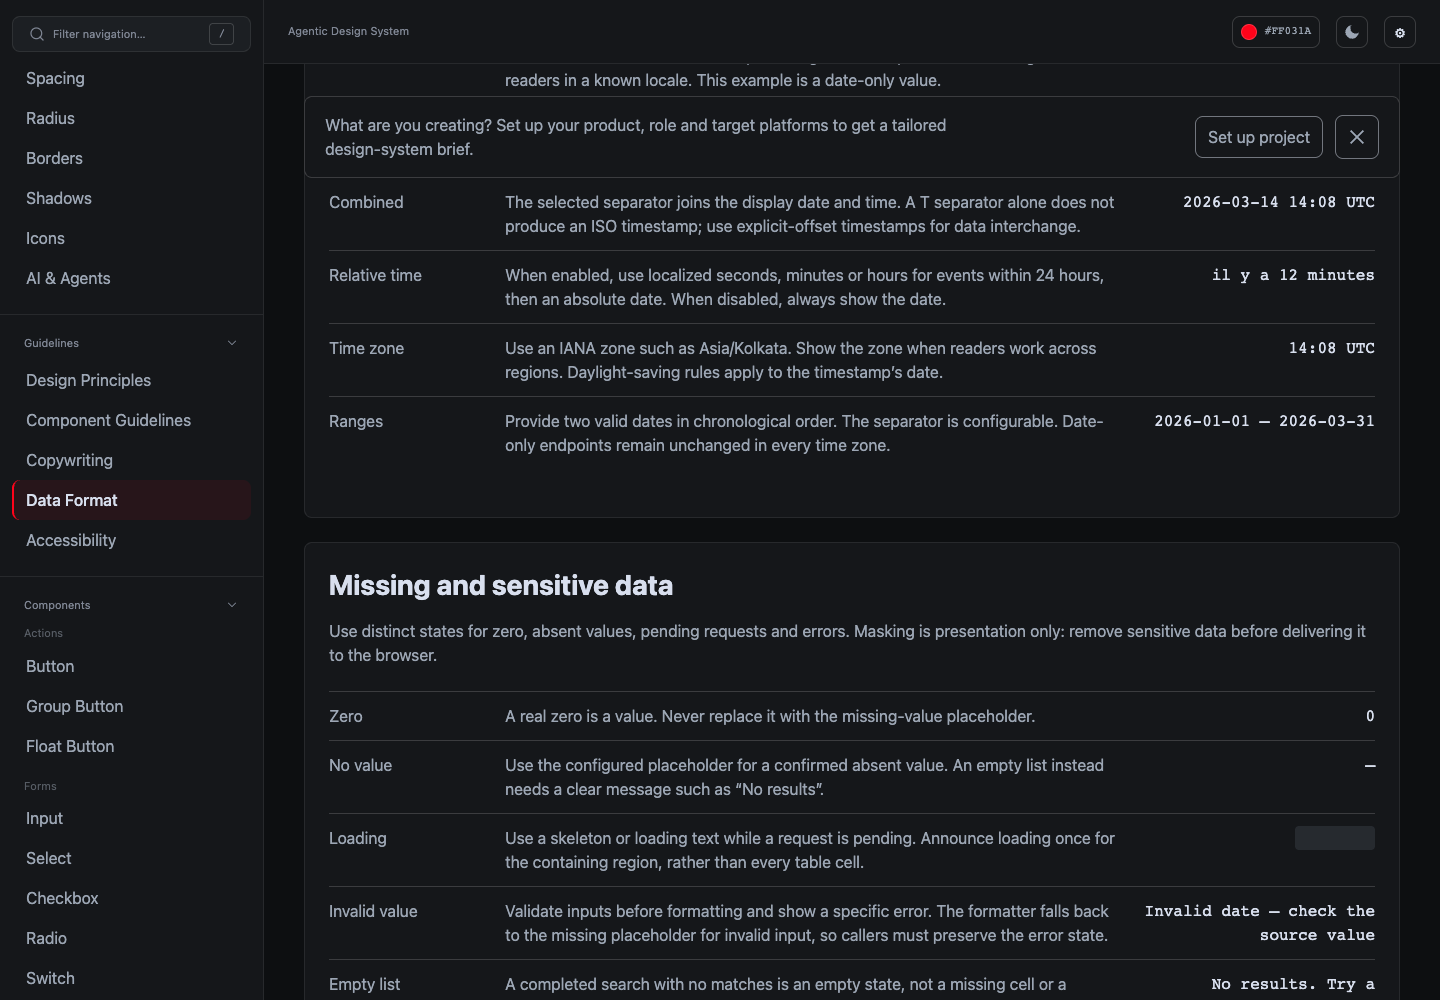 Filter navigation...
/
Spacing
Radius
Borders
Shadows
Icons
AI & Agents
Guidelines
Design Principles
Component Guidelines
Copywriting
Data Format
Accessibility
Components
Actions
Button
Group Button
Float Button
Forms
Input
Select
Checkbox
Radio
Switch
Agentic Design System
#FF031A
readers in a known locale. This example is a date-only value.
What are you creating? Set up your product, role and target platforms to get a tailored
design-system brief.
Set up project
Combined
The selected separator joins the display date and time. A T separator alone does not
produce an ISO timestamp; use explicit-offset timestamps for data interchange.
2026-03-14 14:08 UTC
Relative time
When enabled, use localized seconds, minutes or hours for events within 24 hours,
then an absolute date. When disabled, always show the date.
il y a 12 minutes
Time zone
Use an IANA zone such as Asia/Kolkata. Show the zone when readers work across
regions. Daylight-saving rules apply to the timestamp’s date.
14:08 UTC
Ranges
Provide two valid dates in chronological order. The separator is configurable. Date-
only endpoints remain unchanged in every time zone.
2026-01-01 — 2026-03-31
Missing and sensitive data
Use distinct states for zero, absent values, pending requests and errors. Masking is presentation only: remove sensitive data before delivering it
to the browser.
Zero
A real zero is a value. Never replace it with the missing-value placeholder.
0
No value
Use the configured placeholder for a confirmed absent value. An empty list instead
needs a clear message such as “No results”.
—
Loading
Use a skeleton or loading text while a request is pending. Announce loading once for
the containing region, rather than every table cell.
Invalid value
Validate inputs before formatting and show a specific error. The formatter falls back
to the missing placeholder for invalid input, so callers must preserve the error state.
Invalid date — check the
source value
Empty list
A completed search with no matches is an empty state, not a missing cell or a
No results. Try a